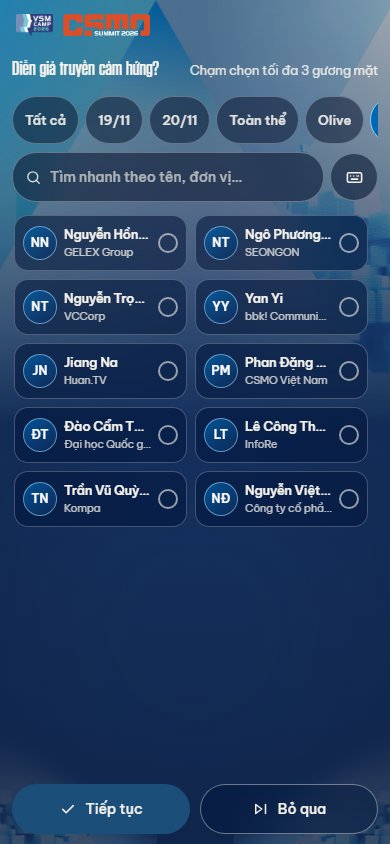 VSM CAMP 2026
CSMO SUMMIT 2026
Diễn giả truyền cảm hứng?
Chạm chọn tối đa 3 gương mặt
Tất cả
19/11
20/11
Toàn thể
Olive
Tìm nhanh theo tên, đơn vị...
NN
Nguyễn Hồn...
GELEX Group
NT
Ngô Phương...
SEONGON
NT
Nguyễn Trọ...
VCCorp
YY
Yan Yi
bbk! Communi...
JN
Jiang Na
Huan.TV
PM
Phan Đặng ...
CSMO Việt Nam
ĐT
Đào Cẩm T...
Đại học Quốc g...
LT
Lê Công Th...
InfoRe
TN
Trần Vũ Quỳ...
Kompa
NĐ
Nguyễn Việt...
Công ty cổ phầ...
Tiếp tục
Bỏ qua